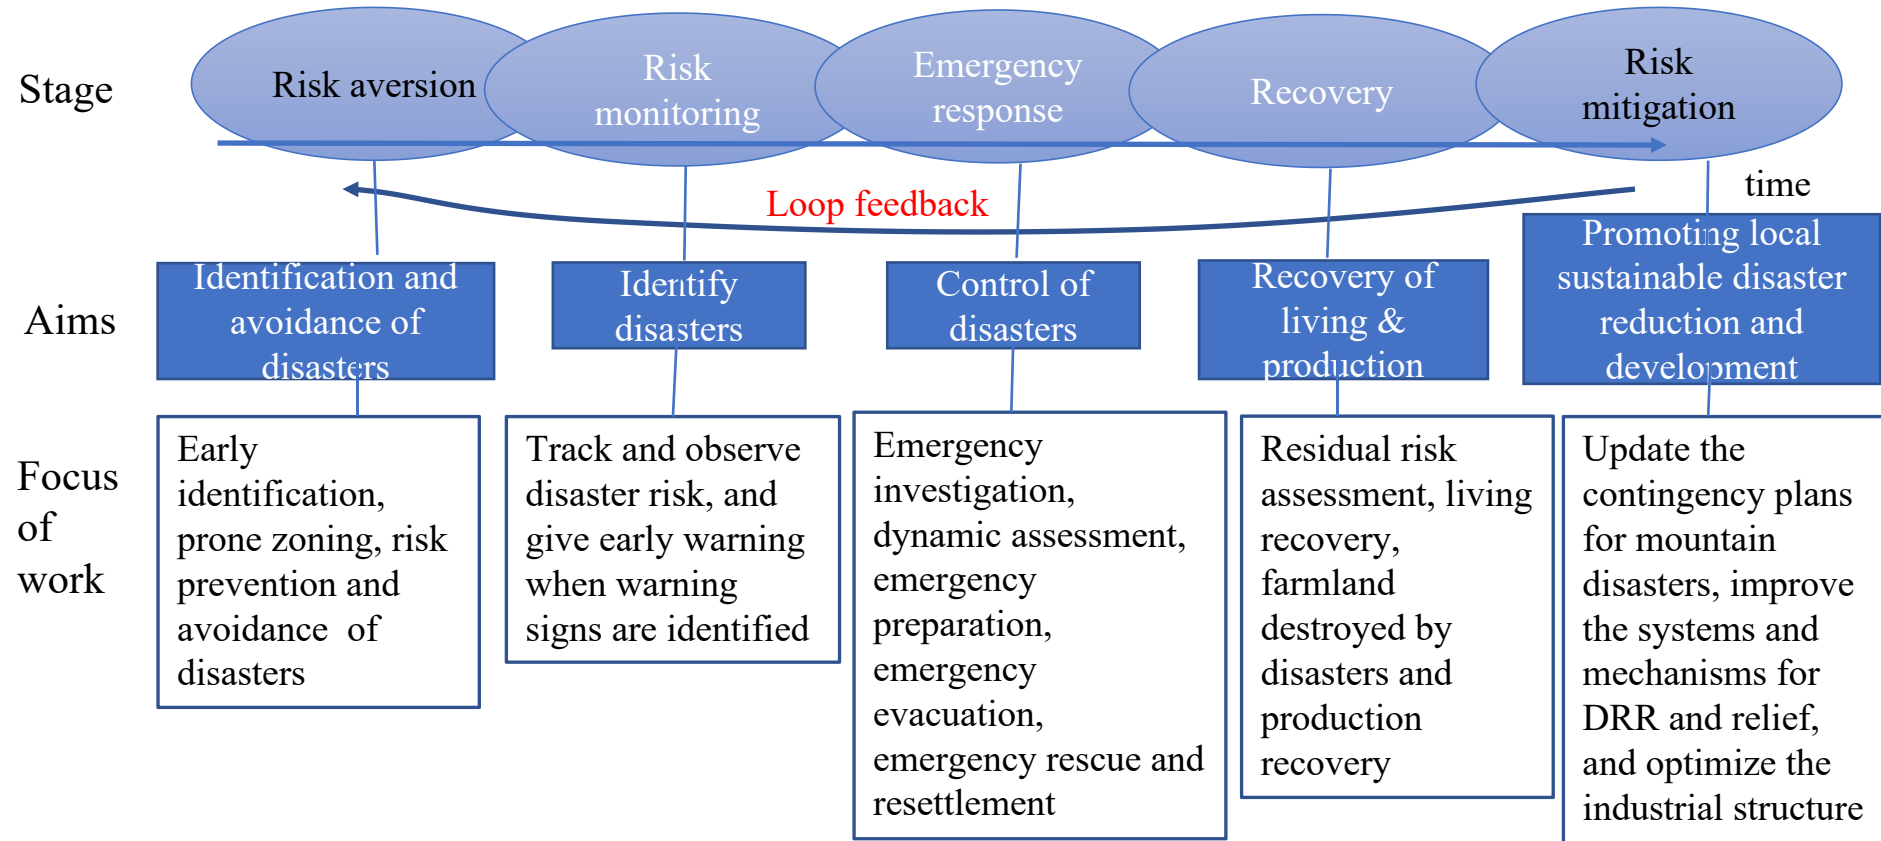 Stage
Risk aversion
Risk
monitoring
Emergency
response
Recovery
Risk
mitigation
time
Loop feedback
Aims
Identification and
avoidance of
disasters
Identify
disasters
Control of
disasters
Recovery of
living &
production
Promoting local
sustainable disaster
reduction and
development
Focus
of
work
Early
identification,
prone zoning, risk
prevention and
avoidance of
disasters
Track and observe
disaster risk, and
give early warning
when warning
signs are identified
Emergency
investigation,
dynamic assessment,
emergency
preparation,
emergency
evacuation,
emergency rescue and
resettlement
Residual risk
assessment, living
recovery,
farmland
destroyed by
disasters and
production
recovery
Update the
contingency plans
for mountain
disasters, improve
the systems and
mechanisms for
DRR and relief,
and optimize the
industrial structure